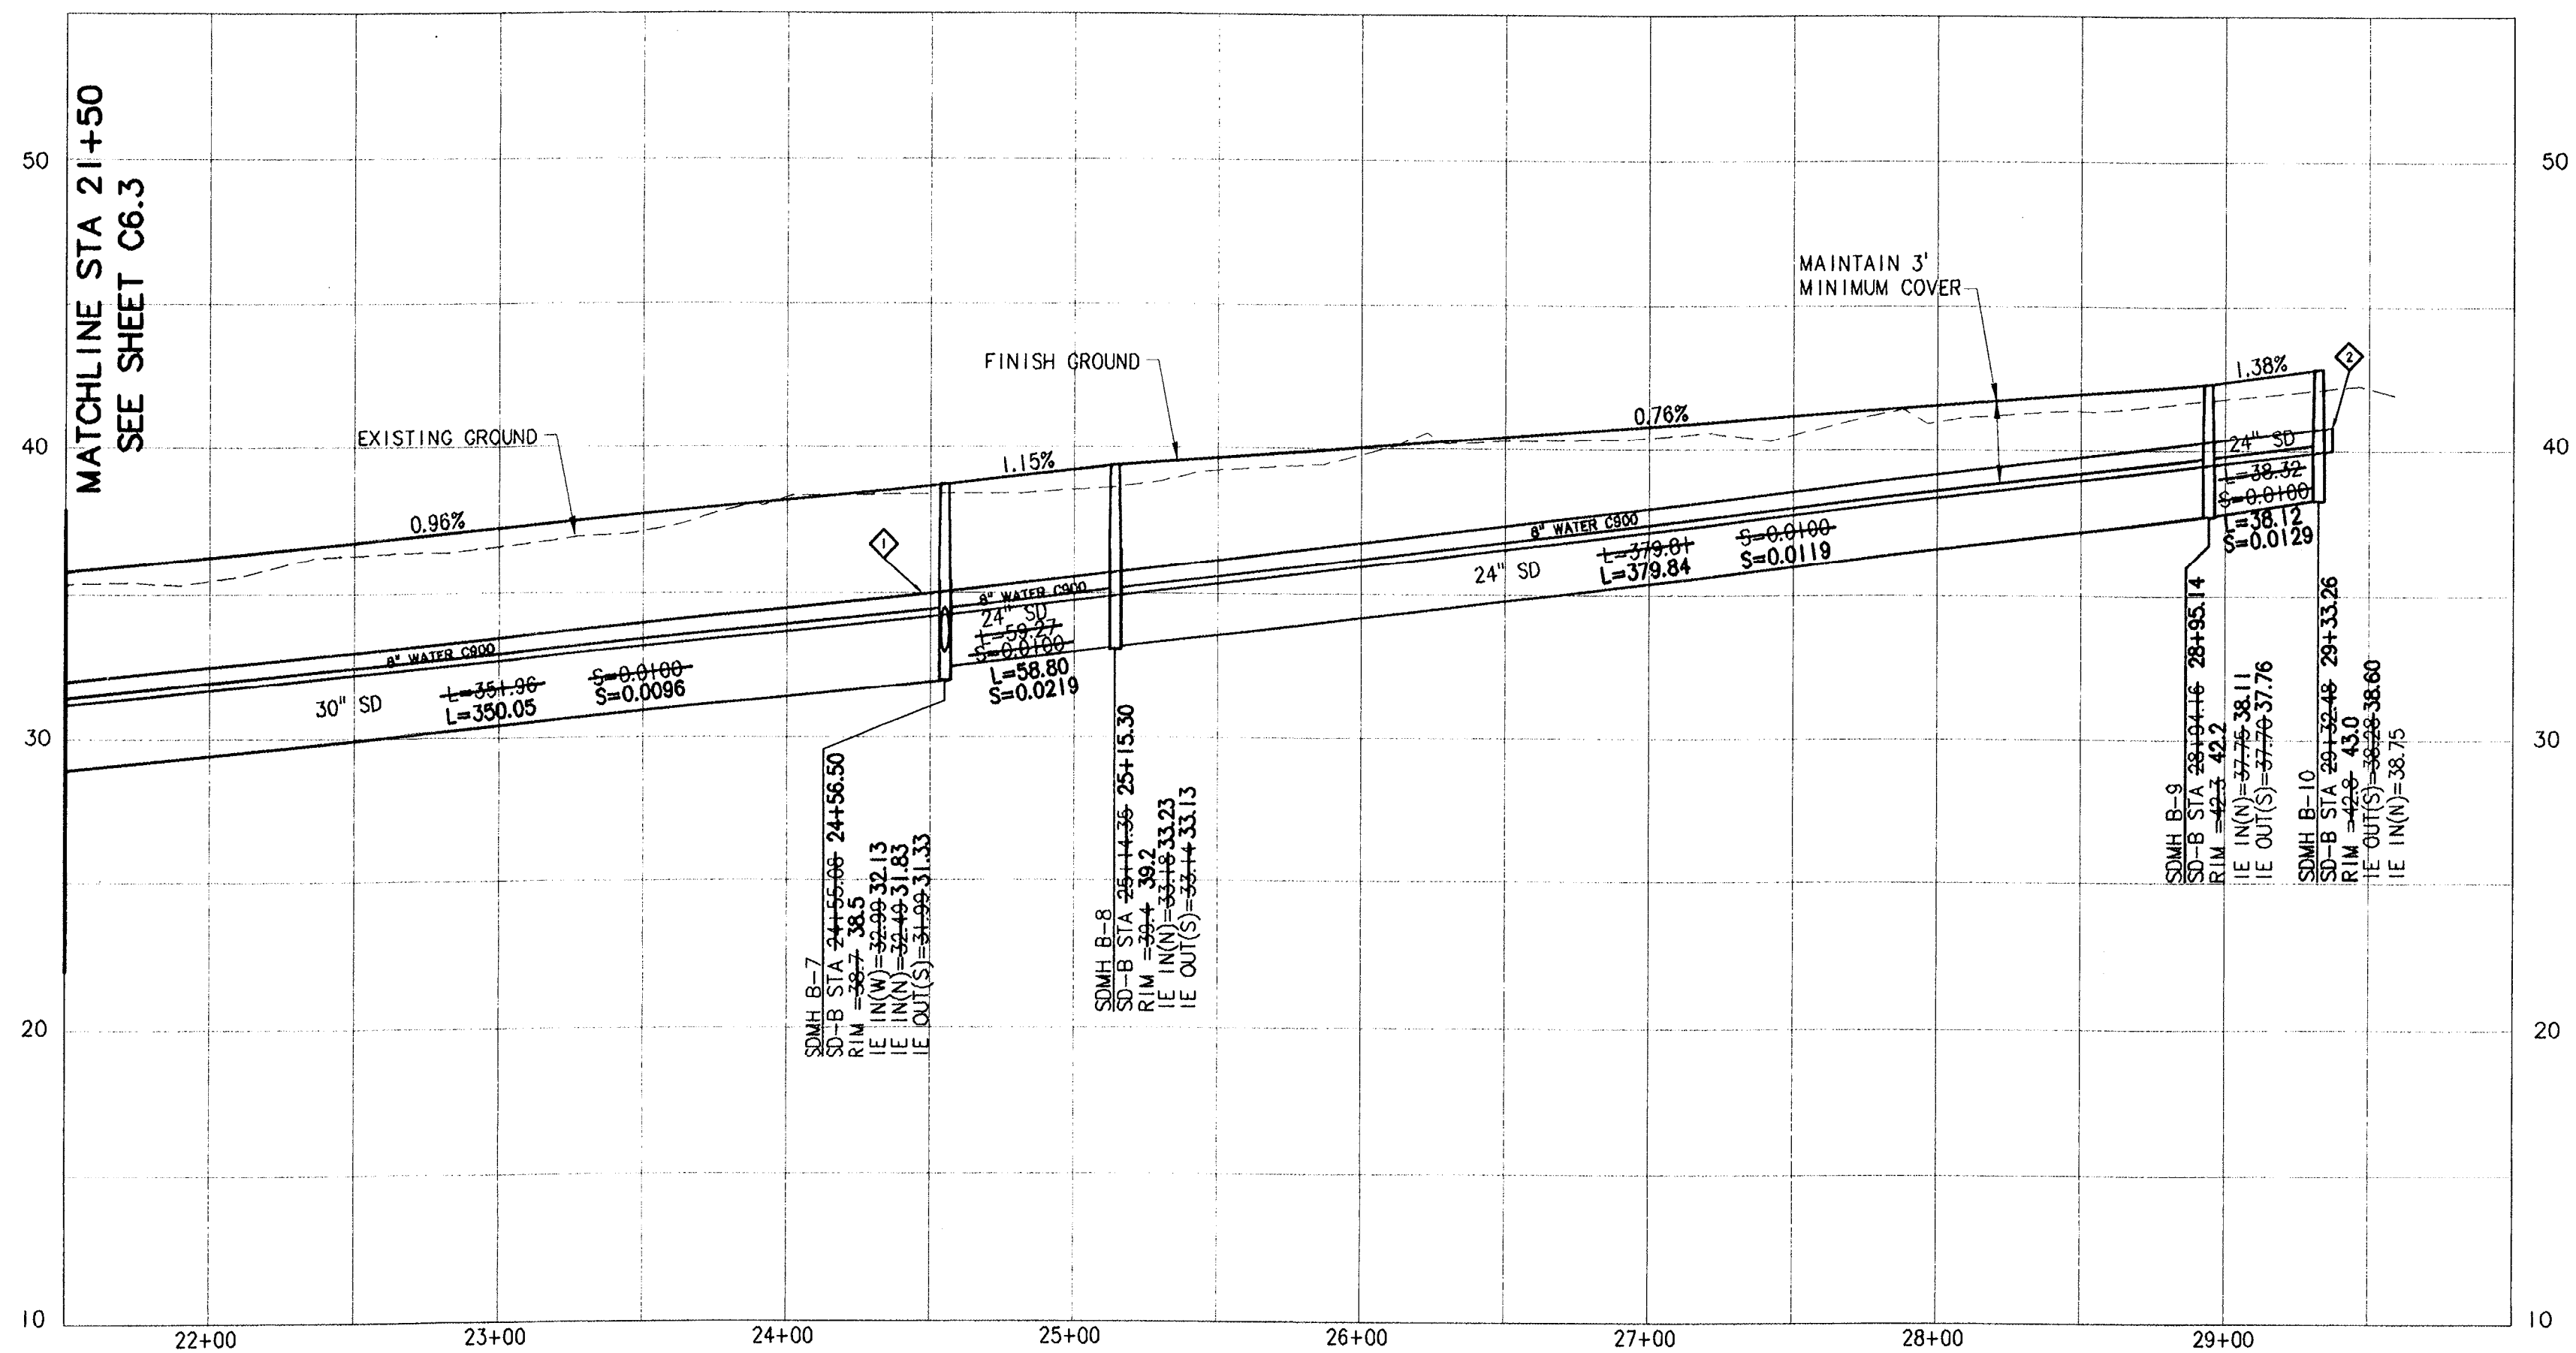 MATCHLINE STA 21+50
SEE SHEET C6.3
50
40
30
20
10
50
40
30
20
10
EXISTING GROUND
0.96%
FINISH GROUND
1.15%
0.76%
MAINTAIN 3'
MINIMUM COVER
1.38%
1
2
8" WATER C900
30" SD
L=351.96
L=350.05
S=0.0100
S=0.0096
8" WATER C900
24" SD
L=59.27
S=0.0100
L=58.80
S=0.0219
8" WATER C900
24" SD
L=379.81
L=379.84
S=0.0100
S=0.0119
24" SD
L=38.32
S=0.0100
L=38.12
S=0.0129
SDMH B-7
SD-B STA 24+55.08 24+56.50
RIM =38.7 38.5
IE IN(W)=32.99 32.13
IE IN(N)=32.49 31.83
IE OUT(S)=31.99 31.33
SDMH B-8
SD-B STA 25+14.36 25+15.30
RIM =39.4 39.2
IE IN(N)=33.18 33.23
IE OUT(S)=33.14 33.13
SDMH B-9
SD-B STA 28+94.16 28+95.14
RIM =42.3 42.2
IE IN(N)=37.75 38.11
IE OUT(S)=37.70 37.76
SDMH B-10
SD-B STA 29+32.48 29+33.26
RIM =42.8 43.0
IE OUT(S)=38.28 38.60
IE IN(N)=38.75
22+00
23+00
24+00
25+00
26+00
27+00
28+00
29+00